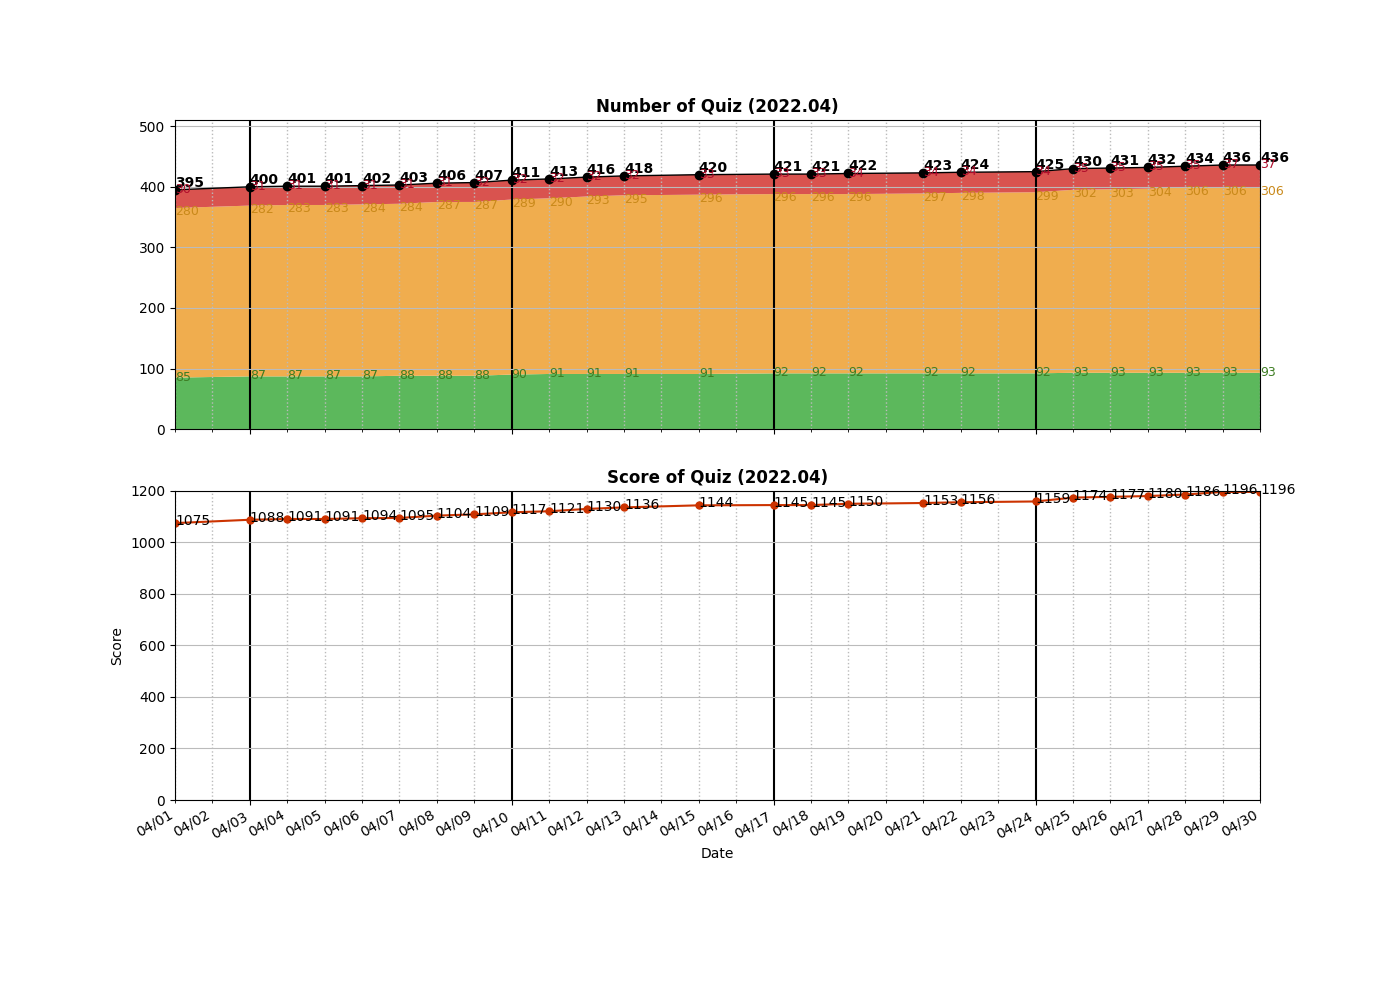 Number of Quiz (2022.04)
500
400
300
200
100
0
395 400 401 401 402 403 406 407 411 413 416 418 420 421 421 422 423 424 425 430 431 432 434 436 436
37
280 282 283 283 284 284 287 287 289 290 293 295 296 296 296 296 297 298 299 302 303 304 306 306 306
85 87 87 87 87 88 88 88 90 91 91 91 91 92 92 92 92 92 92 93 93 93 93 93 93
Score of Quiz (2022.04)
1200
1000
800
600
400
200
0
Score
1075 1088 1091 1091 1094 1095 1104 1109 1117 1121 1130 1136 1144 1145 1145 1150 1153 1156 1159 1174 1177 1180 1186 1196 1196
04/01 04/02 04/03 04/04 04/05 04/06 04/07 04/08 04/09 04/10 04/11 04/12 04/13 04/14 04/15 04/16 04/17 04/18 04/19 04/20 04/21 04/22 04/23 04/24 04/25 04/26 04/27 04/28 04/29 04/30
Date